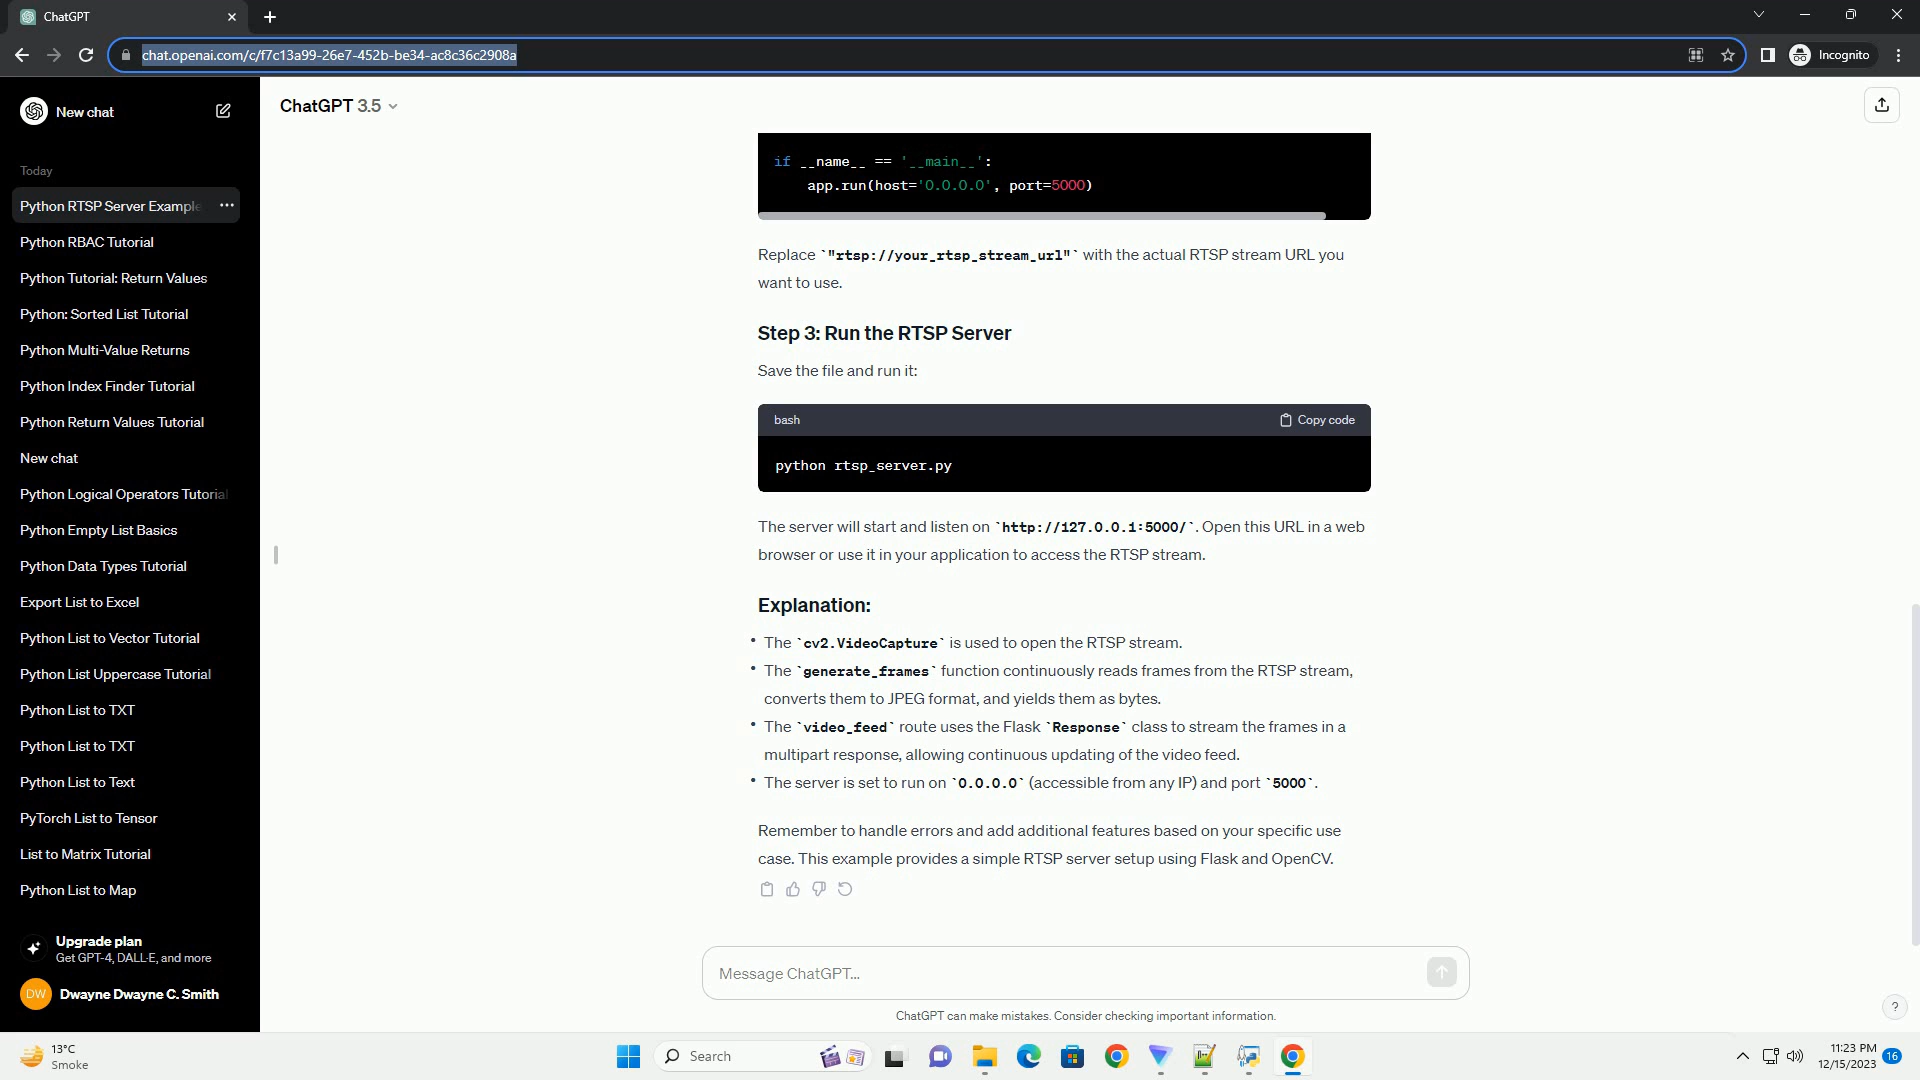 ChatGPT
chat.openai.com/c/f7c13a99-26e7-452b-be34-ac8c36c2908a
Incognito
New chat
Today
Python RTSP Server Example
Python RBAC Tutorial
Python Tutorial: Return Values
Python: Sorted List Tutorial
Python Multi-Value Returns
Python Index Finder Tutorial
Python Return Values Tutorial
New chat
Python Logical Operators Tutorial
Python Empty List Basics
Python Data Types Tutorial
Export List to Excel
Python List to Vector Tutorial
Python List Uppercase Tutorial
Python List to TXT
Python List to TXT
Python List to Text
PyTorch List to Tensor
List to Matrix Tutorial
Python List to Map
Upgrade plan
Get GPT-4, DALL·E, and more
DW
Dwayne Dwayne C. Smith
ChatGPT 3.5
if __name__ == '__main__':
    app.run(host='0.0.0.0', port=5000)
Replace `"rtsp://your_rtsp_stream_url"` with the actual RTSP stream URL you
want to use.
Step 3: Run the RTSP Server
Save the file and run it:
bash
Copy code
python rtsp_server.py
The server will start and listen on `http://127.0.0.1:5000/`. Open this URL in a web
browser or use it in your application to access the RTSP stream.
Explanation:
• The `cv2.VideoCapture` is used to open the RTSP stream.
• The `generate_frames` function continuously reads frames from the RTSP stream,
converts them to JPEG format, and yields them as bytes.
• The `video_feed` route uses the Flask `Response` class to stream the frames in a
multipart response, allowing continuous updating of the video feed.
• The server is set to run on `0.0.0.0` (accessible from any IP) and port `5000`.
Remember to handle errors and add additional features based on your specific use
case. This example provides a simple RTSP server setup using Flask and OpenCV.
Message ChatGPT...
ChatGPT can make mistakes. Consider checking important information.
?
13°C
Smoke
Search
11:23 PM
12/15/2023
16